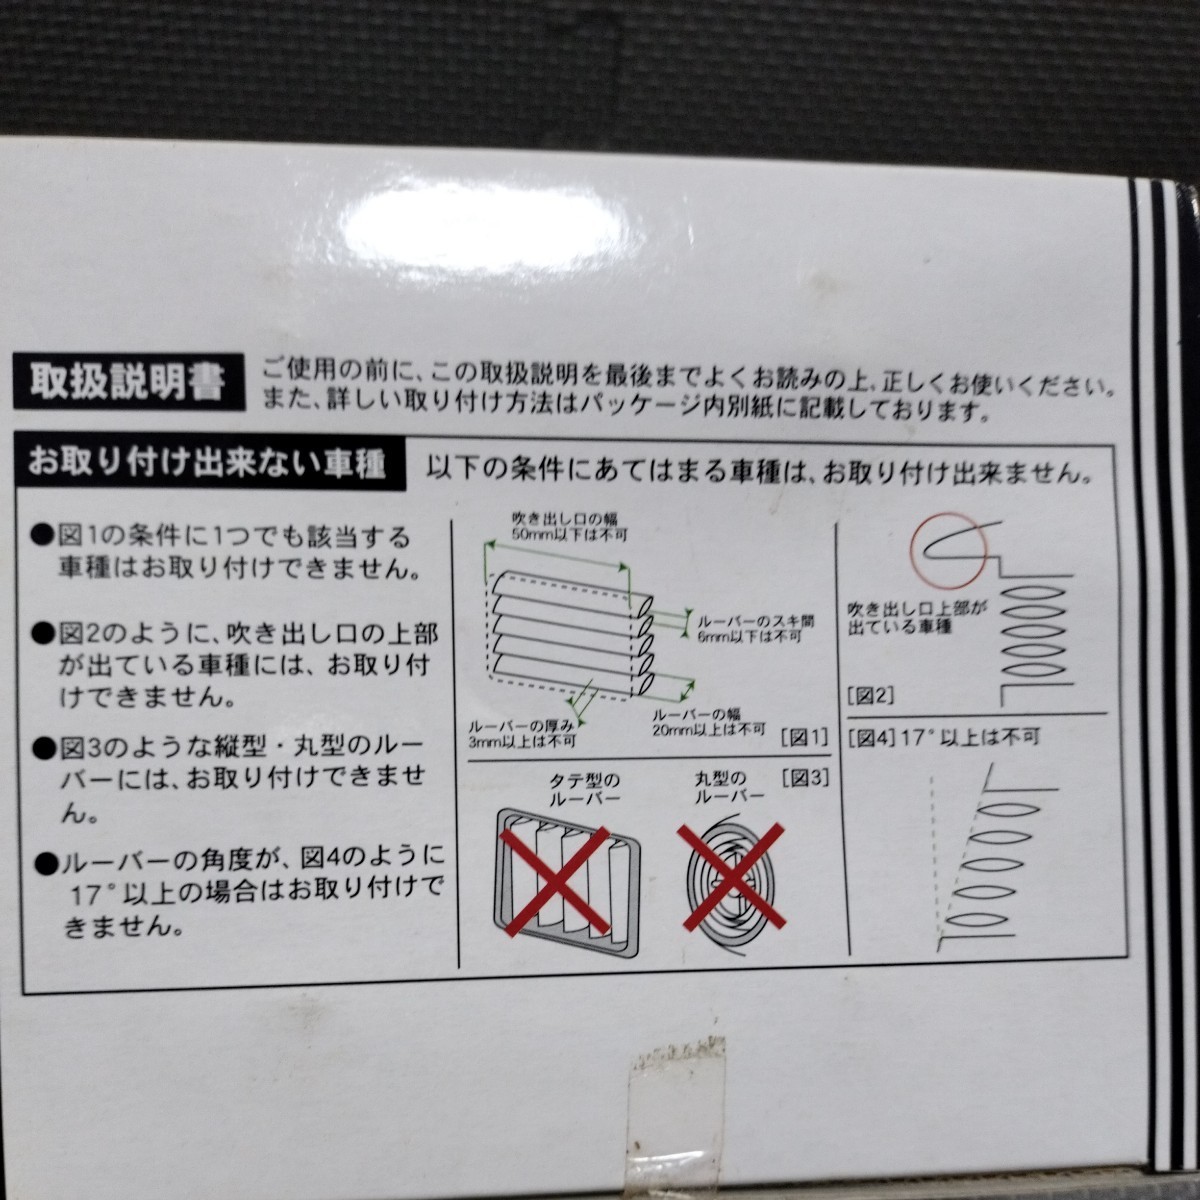 取扱説明書
ご使用の前に、この取扱説明を最後までよくお読みの上、正しくお使いください。
また、詳しい取り付け方法はパッケージ内別紙に記載しております。
お取り付け出来ない車種
以下の条件にあてはまる車種は、お取り付け出来ません。
●図1の条件に1つでも該当する
車種はお取り付けできません。
●図2のように、吹き出し口の上部
が出ている車種には、お取り付
けできません。
●図3のような縦型・丸型のルー
バーには、お取り付けできませ
ん。
●ルーバーの角度が、図4のように
17°以上の場合はお取り付けで
きません。
吹き出し口の幅
50mm以下は不可
ルーバーのスキ間
6mm以下は不可
ルーバーの厚み
3mm以上は不可
ルーバーの幅
20mm以上は不可
[図1]
タテ型の
ルーバー
丸型の
ルーバー
[図3]
吹き出し口上部が
出ている車種
[図2]
[図4]17°以上は不可